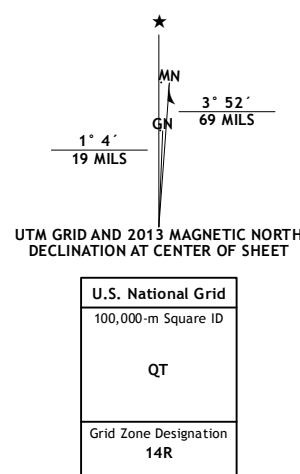 ★
MN
3° 52´
69 MILS
GN
1° 4´
19 MILS
UTM GRID AND 2013 MAGNETIC NORTH
DECLINATION AT CENTER OF SHEET
U.S. National Grid
100,000-m Square ID
QT
Grid Zone Designation
14R